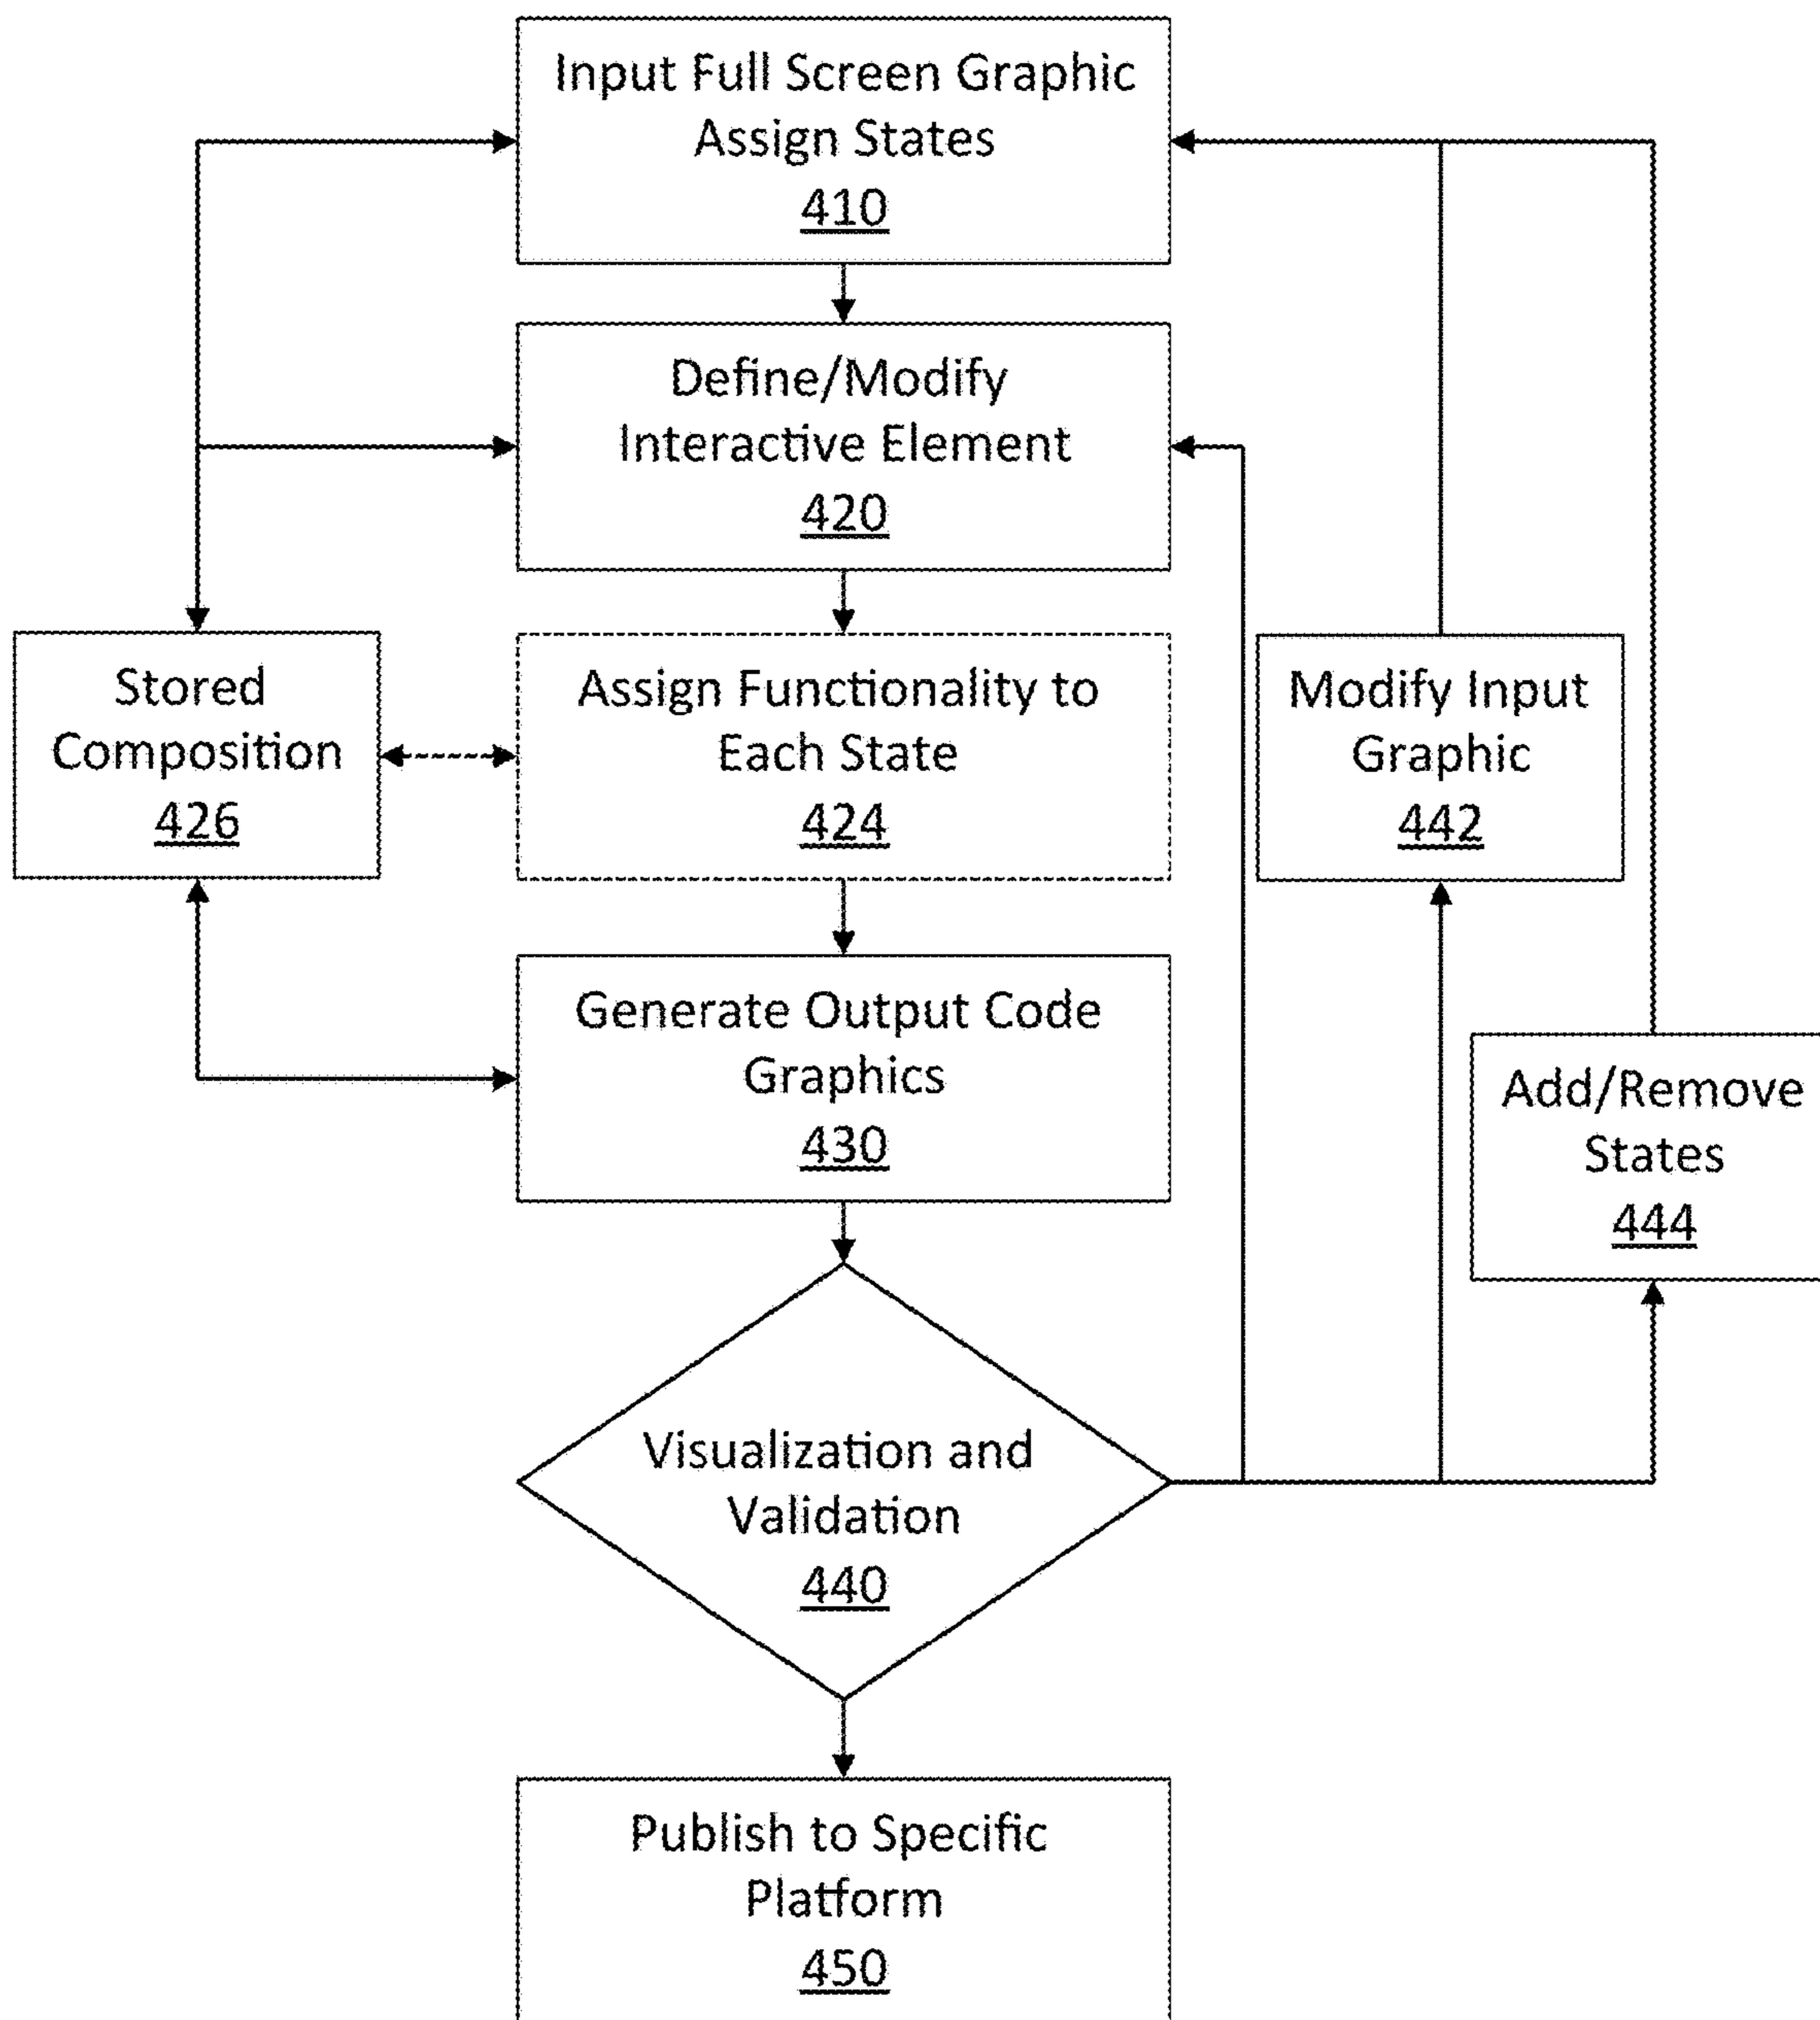 Input Full Screen Graphic
Assign States
410
Define/Modify
Interactive Element
420
Stored
Composition
426
Assign Functionality to
Each State
424
Modify Input
Graphic
442
Generate Output Code
Graphics
430
Add/Remove
States
444
Visualization and
Validation
440
Publish to Specific
Platform
450